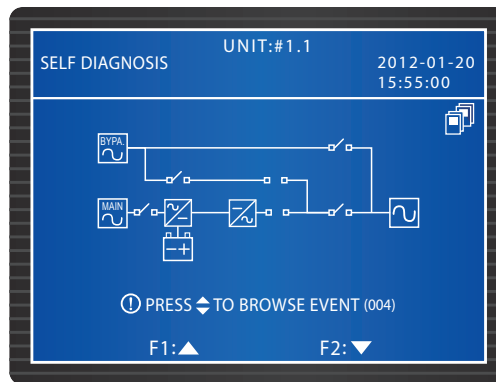 UNIT:#1.1
SELF DIAGNOSIS
2012-01-20
15:55:00
BYPA.
MAIN
PRESS TO BROWSE EVENT (004)
F1:
F2: